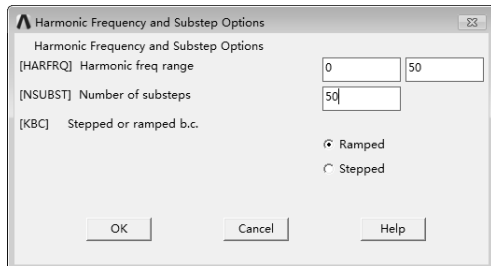 Harmonic Frequency and Substep Options
Harmonic Frequency and Substep Options
[HARFRQ] Harmonic freq range 0 50
[NSUBST] Number of substeps 50
[KBC] Stepped or ramped b.c.
Ramped
Stepped
OK Cancel Help